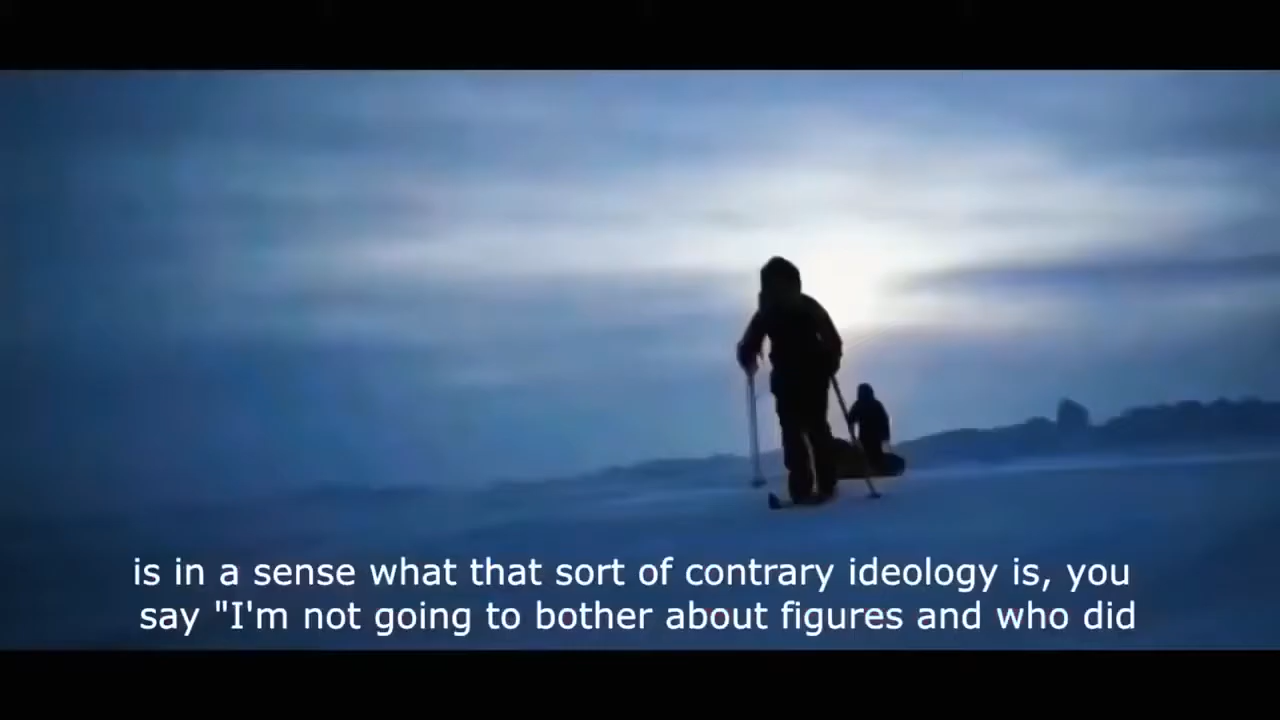 is in a sense what that sort of contrary ideology is, you
say "I'm not going to bother about figures and who did